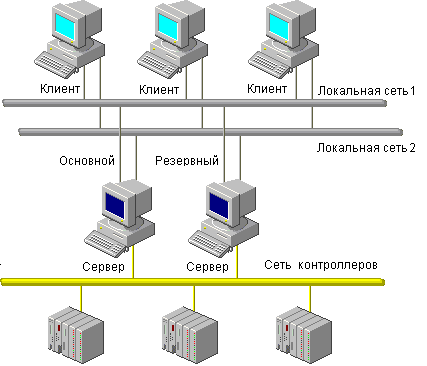 Клиент
Клиент
Клиент
Локальная сеть 1
Локальная сеть 2
Основной
Резервный
Сервер
Сервер
Сеть контроллеров